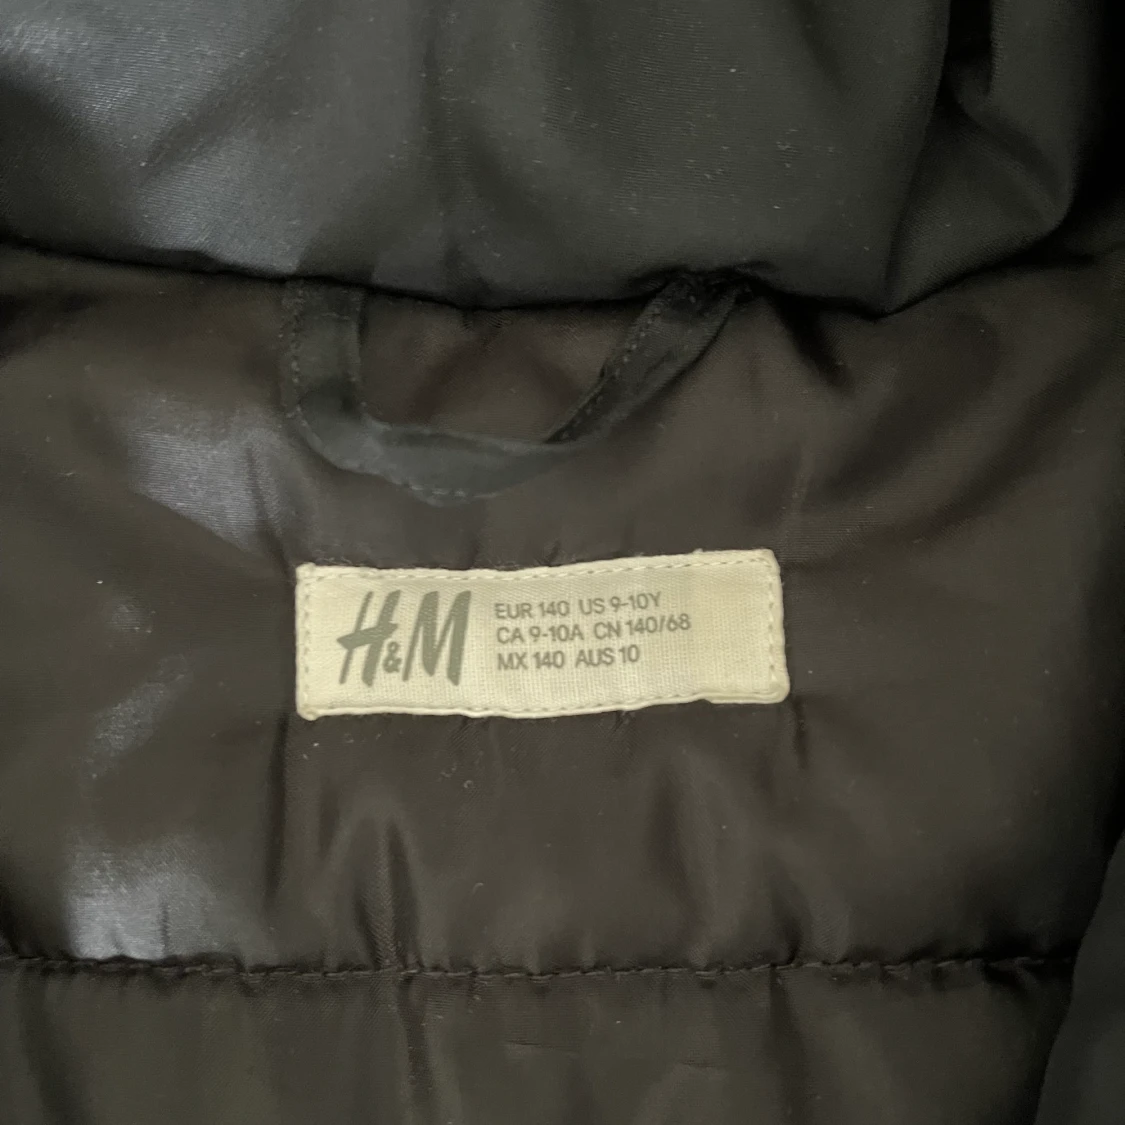 H&M
EUR 140 US 9-10Y
CA 9-10A CN 140/68
MX 140 AUS 10